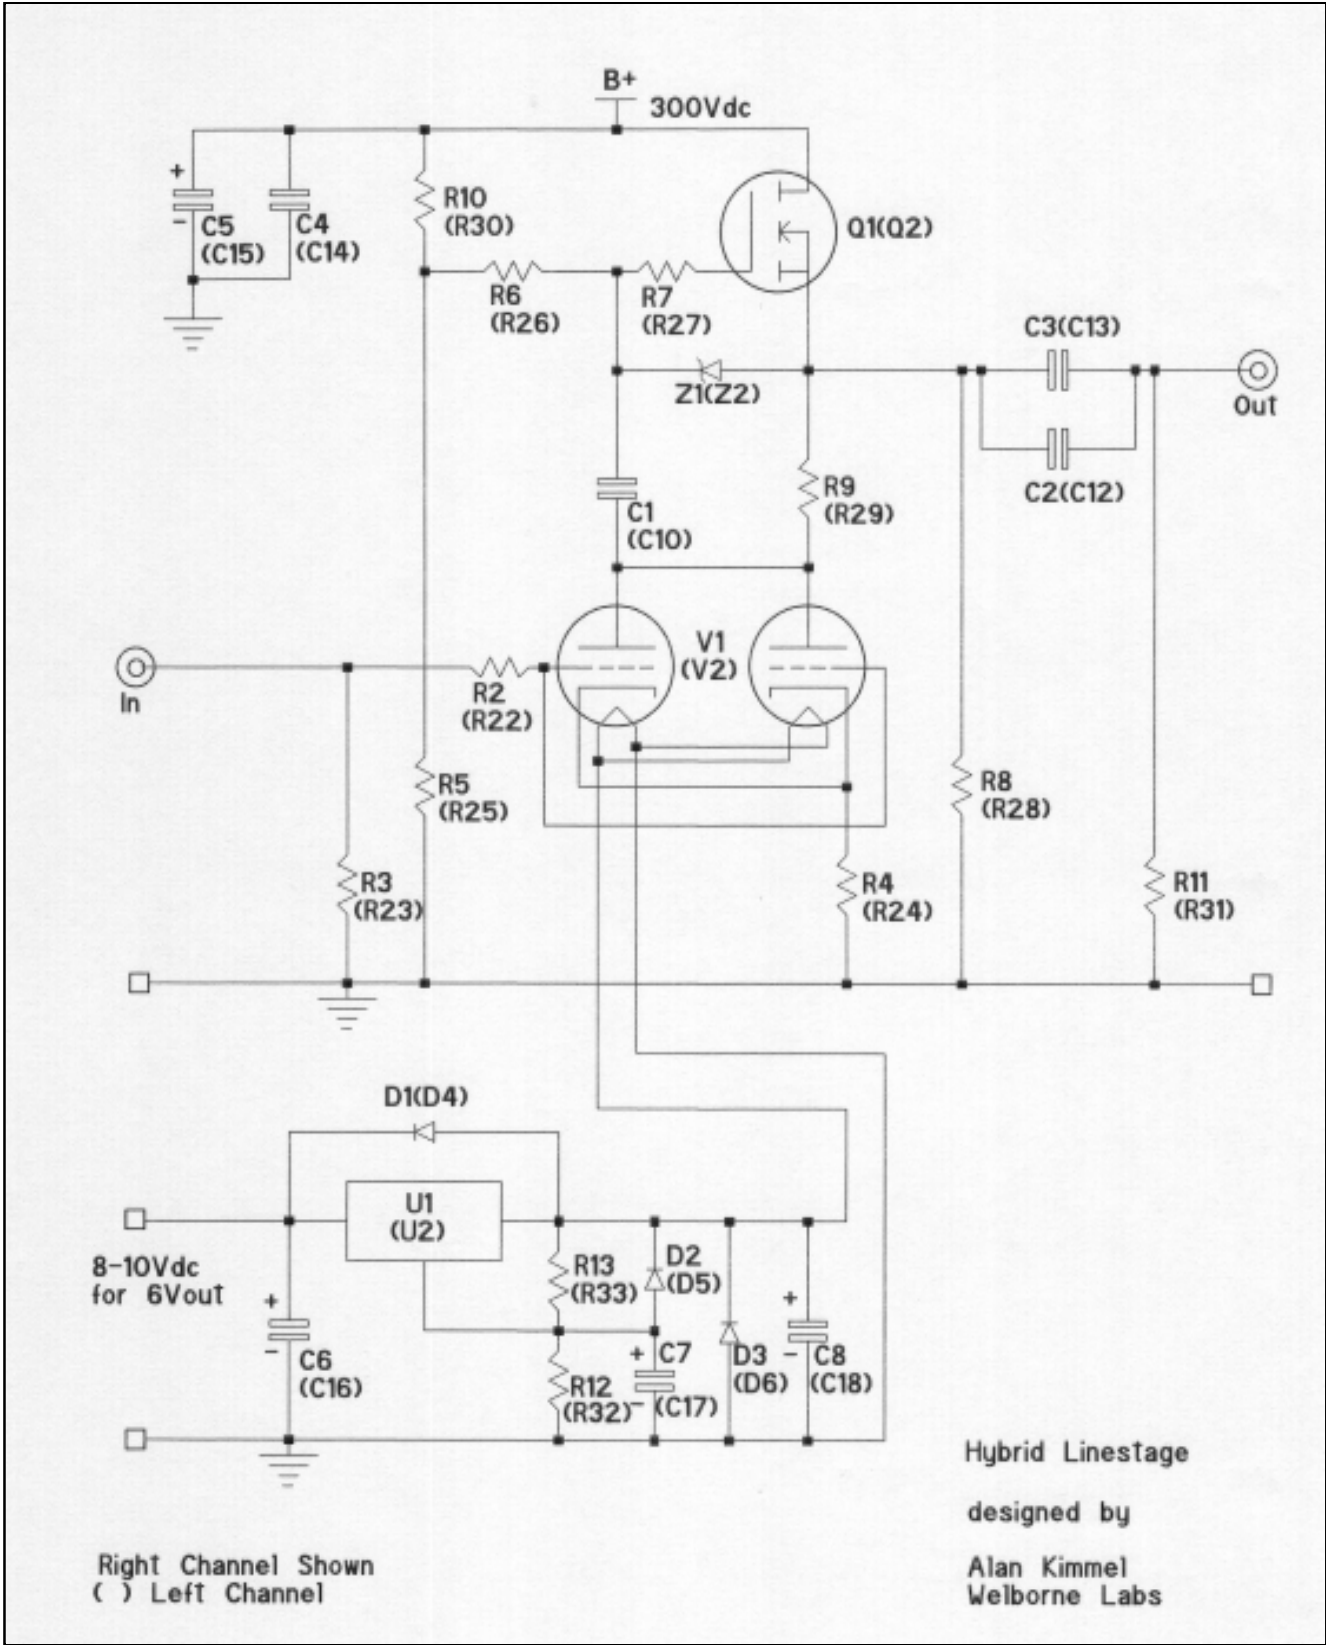 B+
300Vdc
+
-
C5
(C15)
C4
(C14)
R10
(R30)
Q1(Q2)
R6
(R26)
R7
(R27)
Z1(Z2)
C3(C13)
Out
C2(C12)
C1
(C10)
R9
(R29)
In
R2
(R22)
V1
(V2)
R5
(R25)
R8
(R28)
R3
(R23)
R4
(R24)
R11
(R31)
D1(D4)
U1
(U2)
8-10Vdc
for 6Vout
+
-
C6
(C16)
R13
(R33)
D2
(D5)
R12
(R32)
+
-
C7
(C17)
D3
(D6)
+
-
C8
(C18)
Hybrid Linestage
designed by
Alan Kimmel
Welborne Labs
Right Channel Shown
( ) Left Channel